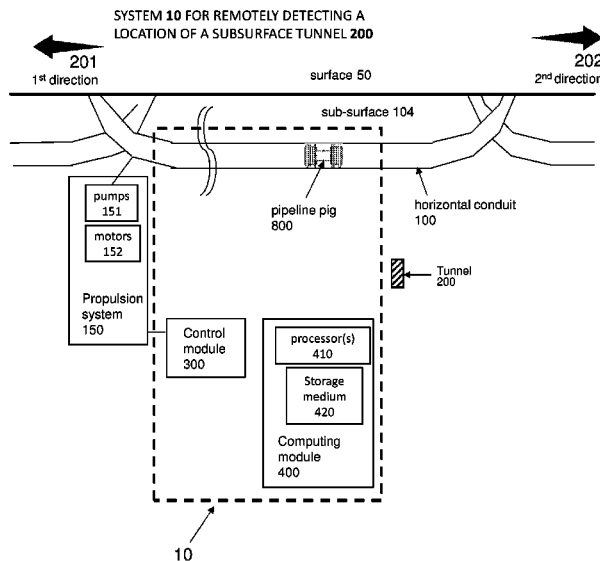 SYSTEM 10 FOR REMOTELY DETECTING A
LOCATION OF A SUBSURFACE TUNNEL 200
201
1st direction
202
2nd direction
surface 50
sub-surface 104
pipeline pig
800
horizontal conduit
100
pumps
151
motors
152
Propulsion
system
150
Tunnel
200
Control
module
300
processor(s)
410
Storage
medium
420
Computing
module
400
10